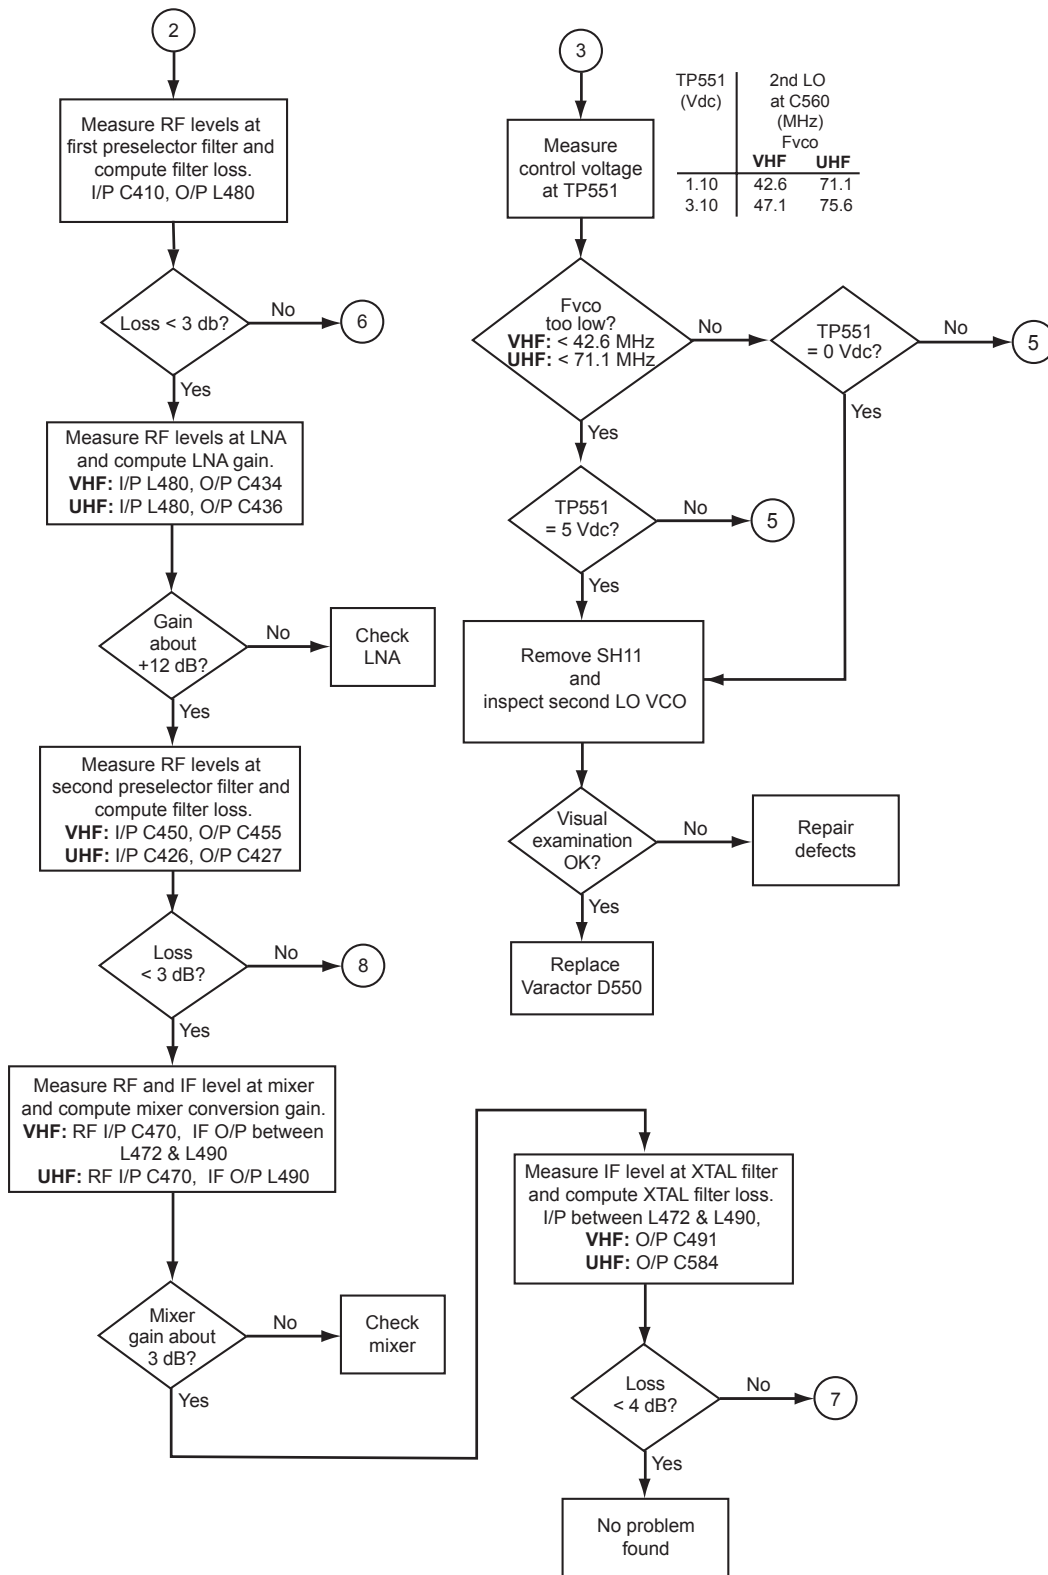 2
Measure RF levels at
first preselector filter and
compute filter loss.
I/P C410, O/P L480
Loss < 3 db?
No
6
Yes
Measure RF levels at LNA
and compute LNA gain.
VHF: I/P L480, O/P C434
UHF: I/P L480, O/P C436
Gain
about
+12 dB?
No
Check
LNA
Yes
Measure RF levels at
second preselector filter and
compute filter loss.
VHF: I/P C450, O/P C455
UHF: I/P C426, O/P C427
Loss
< 3 dB?
No
8
Yes
Measure RF and IF level at mixer
and compute mixer conversion gain.
VHF: RF I/P C470, IF O/P between
L472 & L490
UHF: RF I/P C470, IF O/P L490
Mixer
gain about
3 dB?
No
Check
mixer
Yes
Measure IF level at XTAL filter
and compute XTAL filter loss.
I/P between L472 & L490,
VHF: O/P C491
UHF: O/P C584
Loss
< 4 dB?
No
7
Yes
No problem
found
3
Measure
control voltage
at TP551
TP551 2nd LO
(Vdc) at C560
(MHz)
Fvco
VHF UHF
1.10 42.6 71.1
3.10 47.1 75.6
Fvco
too low?
VHF: < 42.6 MHz
UHF: < 71.1 MHz
No
TP551
= 0 Vdc?
No
5
Yes
Yes
TP551
= 5 Vdc?
No
5
Yes
Remove SH11
and
inspect second LO VCO
Visual
examination
OK?
No
Repair
defects
Yes
Replace
Varactor D550